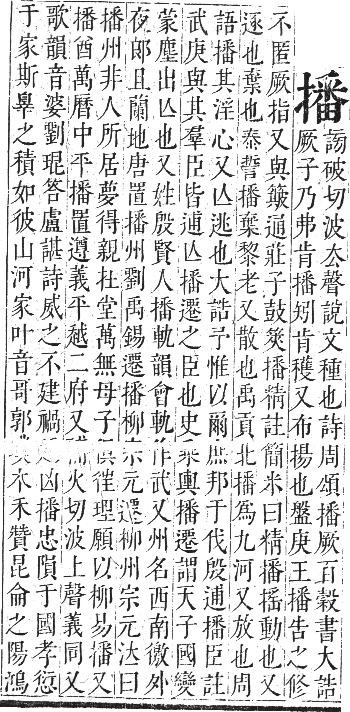 播
破切波去聲說文種也詩周頌播厥百穀書大誥
厥子乃弗肯播矧肯穫又布揚也盤庚王播告之修
不匿厥指又與簸通莊子鼓筴播精註簡米曰精播搖動也又
逐也棄也泰誓播棄黎老又散也禹貢北播為九河又放也周
語播其淫心又亾逃也大誥予惟以爾庶邦于伐殷逋播臣註
武庚與其羣臣皆逋亾播遷之臣也史乘輿播遷謂天子國變
蒙塵出亾也又姓殷賢人播軌韻會軌作武又州名西南徼外
夜郎且蘭地唐置播州劉禹錫遷播柳宗元遷柳州宗元泣曰
播州非人所居夢得親在堂萬無母子俱往理願以柳易播又
播酋萬曆中平播置遵義平越二府又火切波上聲義同又
歌韻音婆劉琨答盧諶詩威之不建禍凶播忠隕于國孝愆
于家斯辠之積如彼山河家叶音哥郭木禾贊昆侖之陽鴻